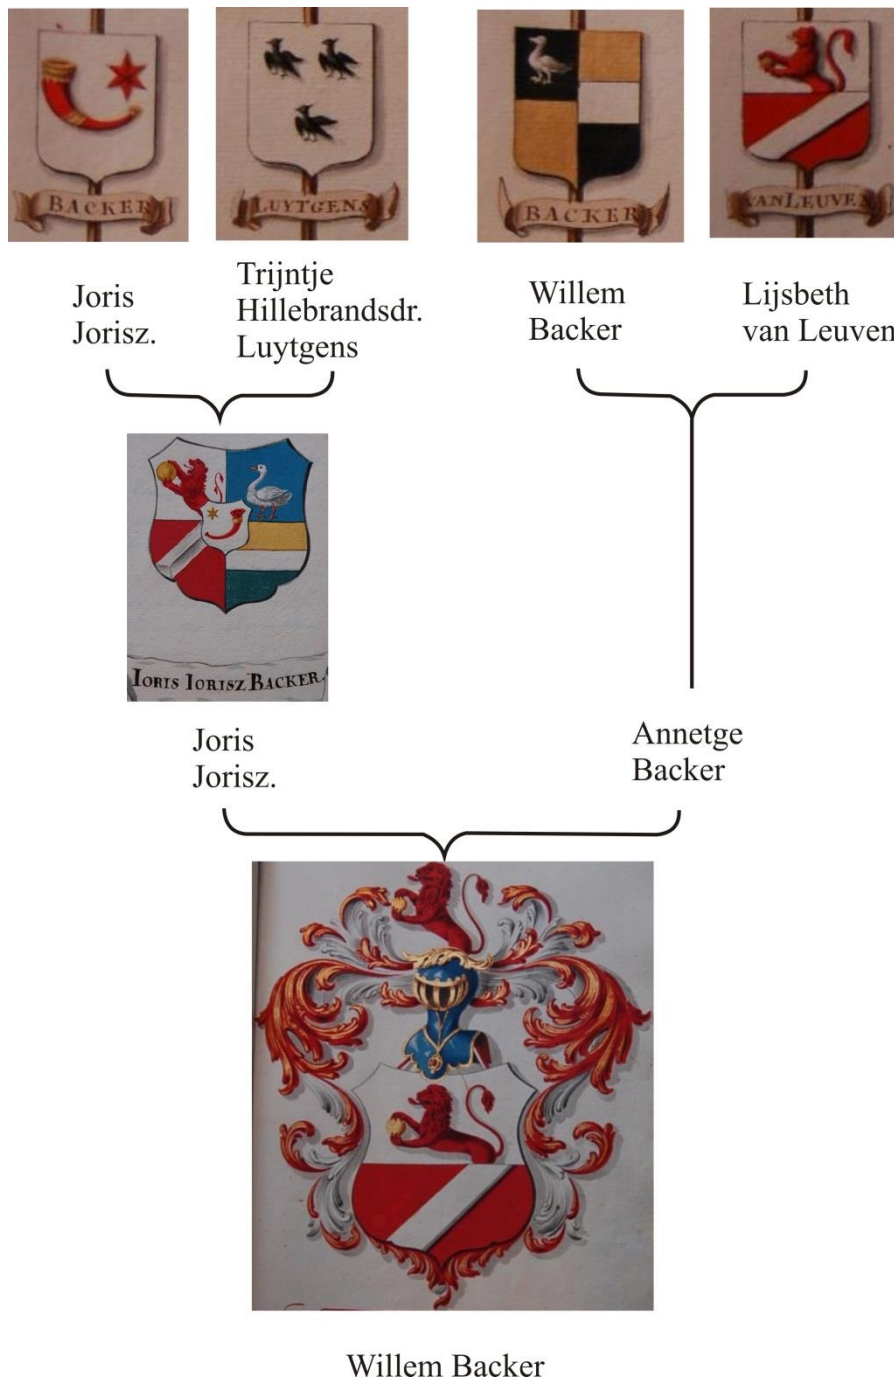 BACKER
LUYTGENS
BACKER
VAN LEUVEN
Joris
Jorisz.
Trijntje
Hillebrandsdr.
Luytgens
Willem
Backer
Lijsbeth
van Leuven
IORIS IORISZ BACKER.
Joris
Jorisz.
Annetge
Backer
Willem Backer